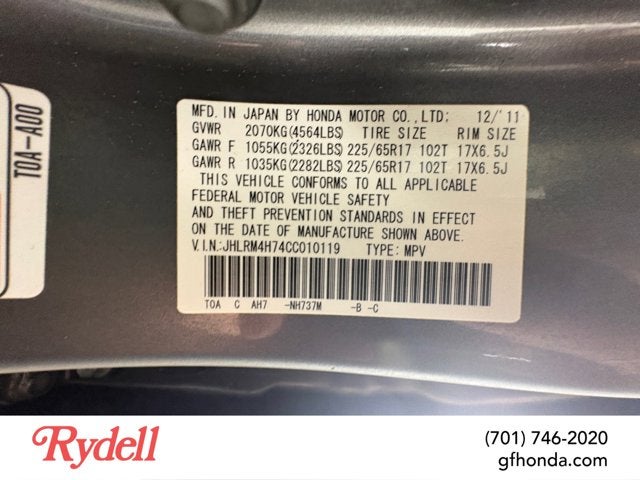 T0A-A00
MFD. IN JAPAN BY HONDA MOTOR CO., LTD: 12/'11
GVWR 2070KG(4564LBS) TIRE SIZE RIM SIZE
GAWR F 1055KG(2326LBS) 225/65R17 102T 17X6.5J
GAWR R 1035KG(2282LBS) 225/65R17 102T 17X6.5J
THIS VEHICLE CONFORMS TO ALL APPLICABLE
FEDERAL MOTOR VEHICLE SAFETY
AND THEFT PREVENTION STANDARDS IN EFFECT
ON THE DATE OF MANUFACTURE SHOWN ABOVE.
V.I.N.:JHLRM4H74CC010119 TYPE: MPV
T0A C AH7 -NH737M -B -C
Rydell
(701) 746-2020
gfhonda.com